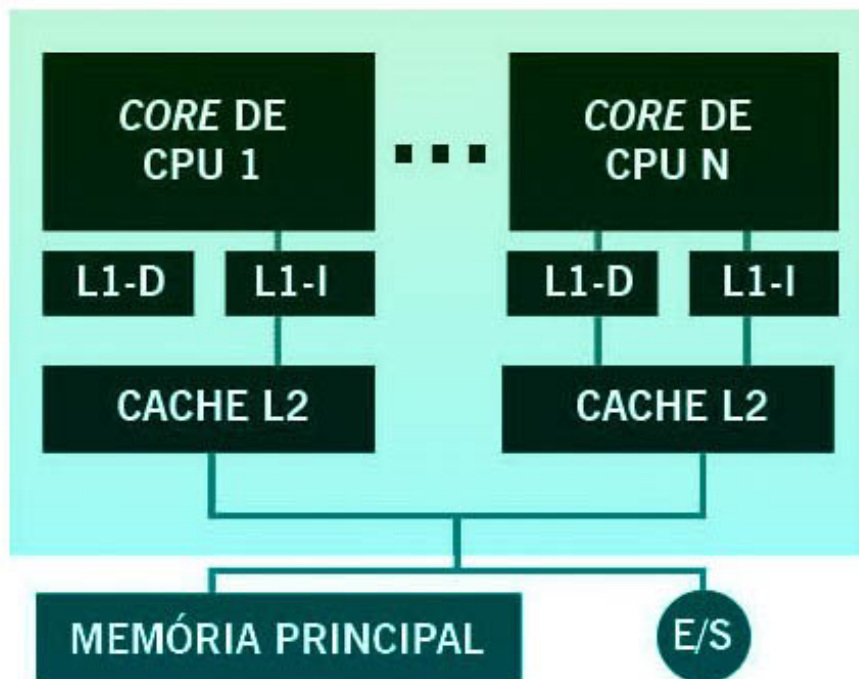 CORE DE
CPU 1
CORE DE
CPU N
L1-D
L1-I
L1-D
L1-I
CACHE L2
CACHE L2
MEMÓRIA PRINCIPAL
E/S